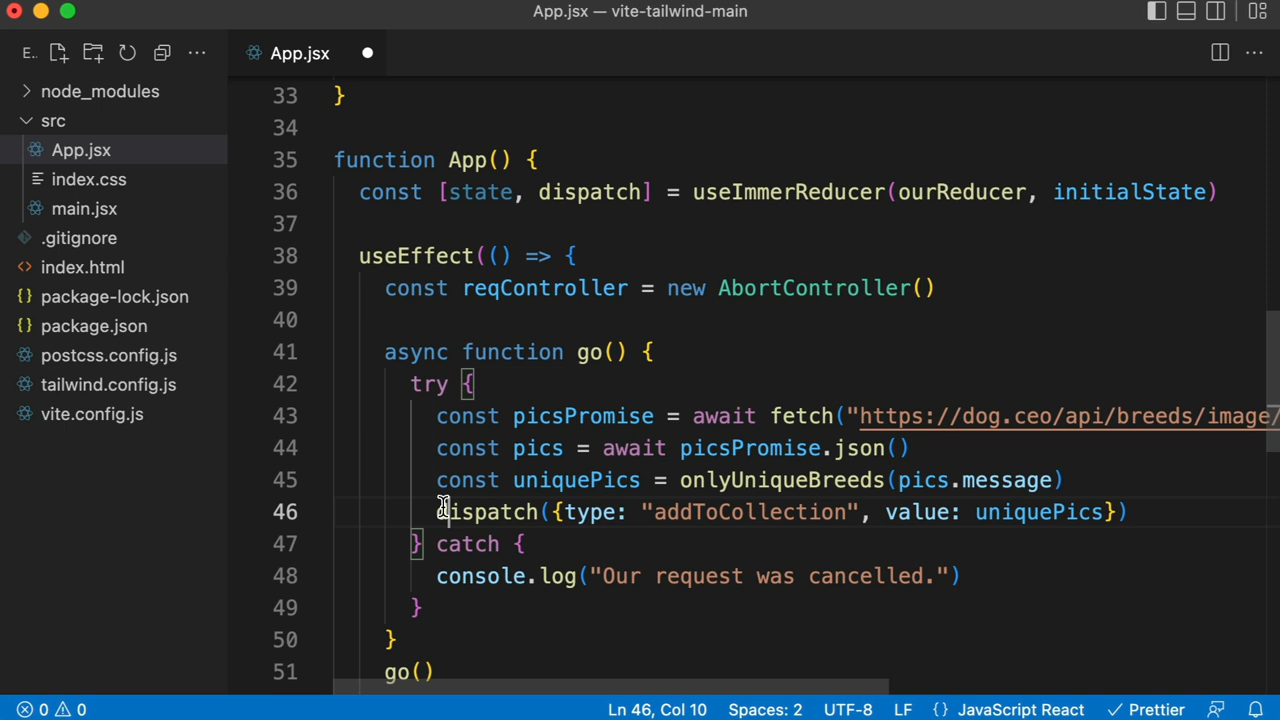 App.jsx — vite-tailwind-main
E..
App.jsx
node_modules
src
App.jsx
index.css
main.jsx
.gitignore
index.html
package-lock.json
package.json
postcss.config.js
tailwind.config.js
vite.config.js
33 }
34
35 function App() {
36 const [state, dispatch] = useImmerReducer(ourReducer, initialState)
37
38 useEffect(() => {
39 const reqController = new AbortController()
40
41 async function go() {
42 try {
43 const picsPromise = await fetch("https://dog.ceo/api/breeds/image/
44 const pics = await picsPromise.json()
45 const uniquePics = onlyUniqueBreeds(pics.message)
46 dispatch({type: "addToCollection", value: uniquePics})
47 } catch {
48 console.log("Our request was cancelled.")
49 }
50 }
51 go()
0 0 Ln 46, Col 10 Spaces: 2 UTF-8 LF {} JavaScript React Prettier